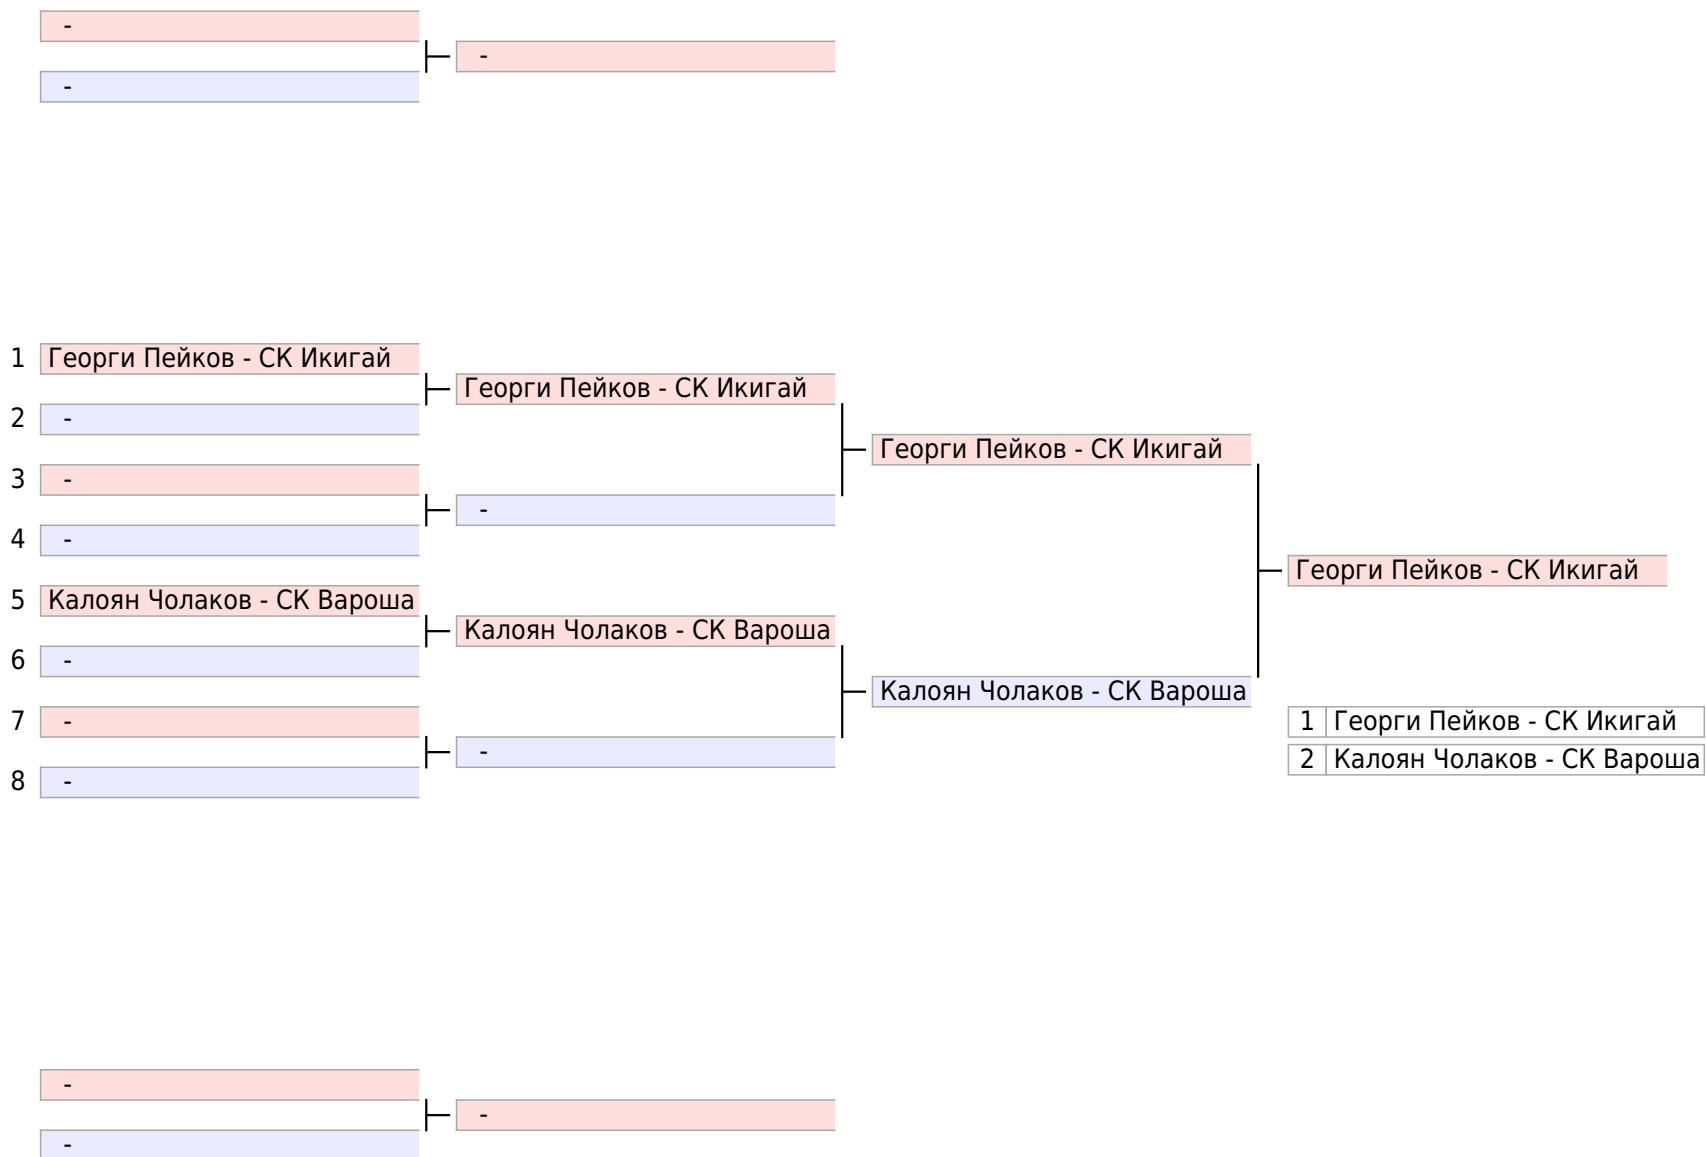 -
-
-
1 Георги Пейков - СК Икигай
Георги Пейков - СК Икигай
2 -
Георги Пейков - СК Икигай
3 -
-
4 -
Георги Пейков - СК Икигай
5 Калоян Чолаков - СК Вароша
Калоян Чолаков - СК Вароша
6 -
Калоян Чолаков - СК Вароша
7 -
1 Георги Пейков - СК Икигай
-
2 Калоян Чолаков - СК Вароша
8 -
-
-
-